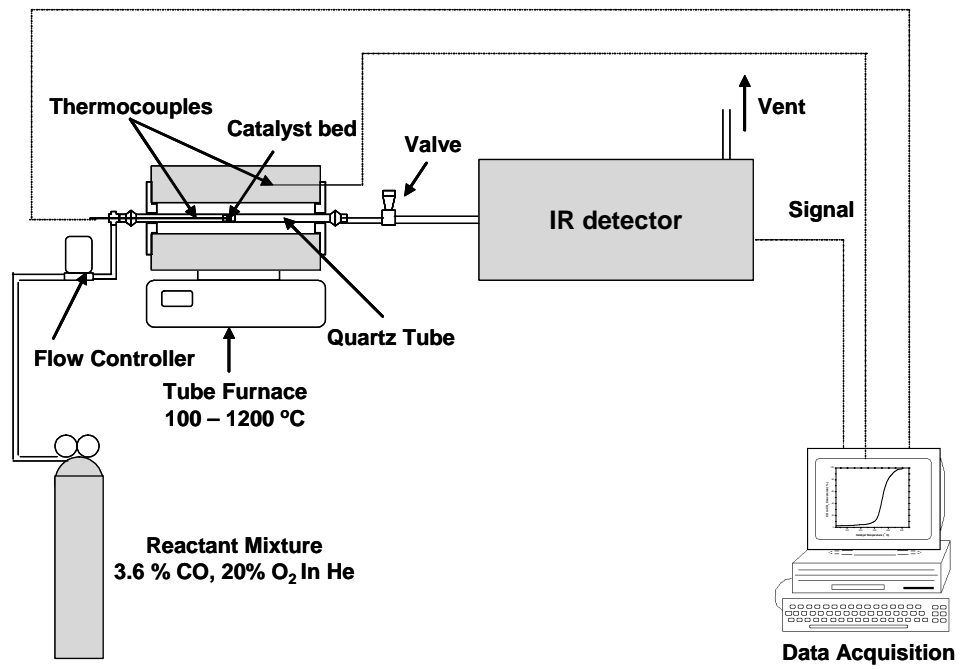 Thermocouples
Catalyst bed
Valve
Vent
IR detector
Signal
Flow Controller
Quartz Tube
Tube Furnace
100 – 1200 ºC
Reactant Mixture
3.6 % CO, 20% O₂ In He
Data Acquisition